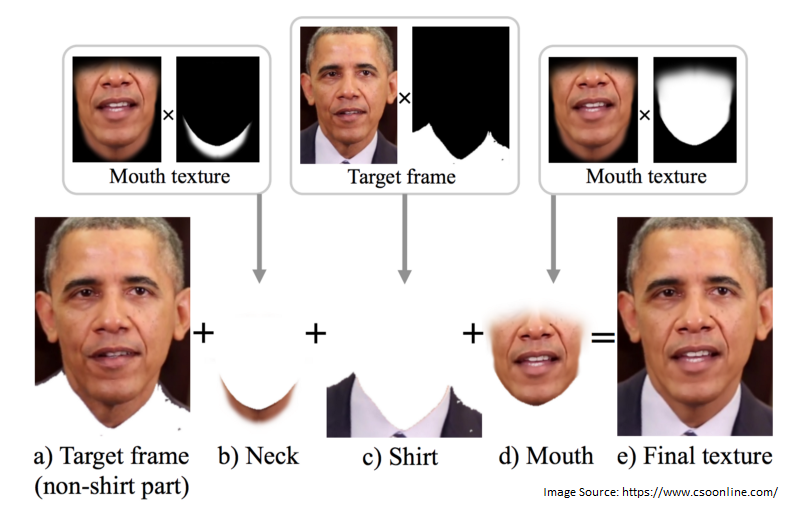 ×
Mouth texture
×
Target frame
×
Mouth texture
+ + + =
a) Target frame
(non-shirt part)
b) Neck
c) Shirt
d) Mouth
e) Final texture
Image Source: https://www.csoonline.com/